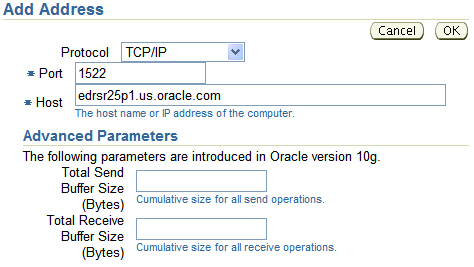 Add Address
Cancel OK
Protocol TCP/IP
* Port 1522
* Host edrsr25p1.us.oracle.com
The host name or IP address of the computer.
Advanced Parameters
The following parameters are introduced in Oracle version 10g.
Total Send
Buffer Size
(Bytes)
Cumulative size for all send operations.
Total Receive
Buffer Size
(Bytes)
Cumulative size for all receive operations.